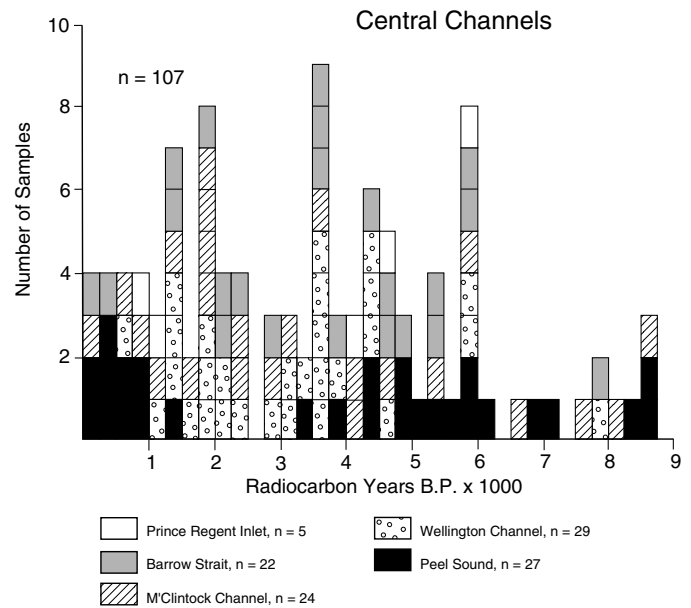 Central Channels
n = 107
Number of Samples
10
8
6
4
2
1 2 3 4 5 6 7 8 9
Radiocarbon Years B.P. x 1000
Prince Regent Inlet, n = 5
Barrow Strait, n = 22
M'Clintock Channel, n = 24
Wellington Channel, n = 29
Peel Sound, n = 27